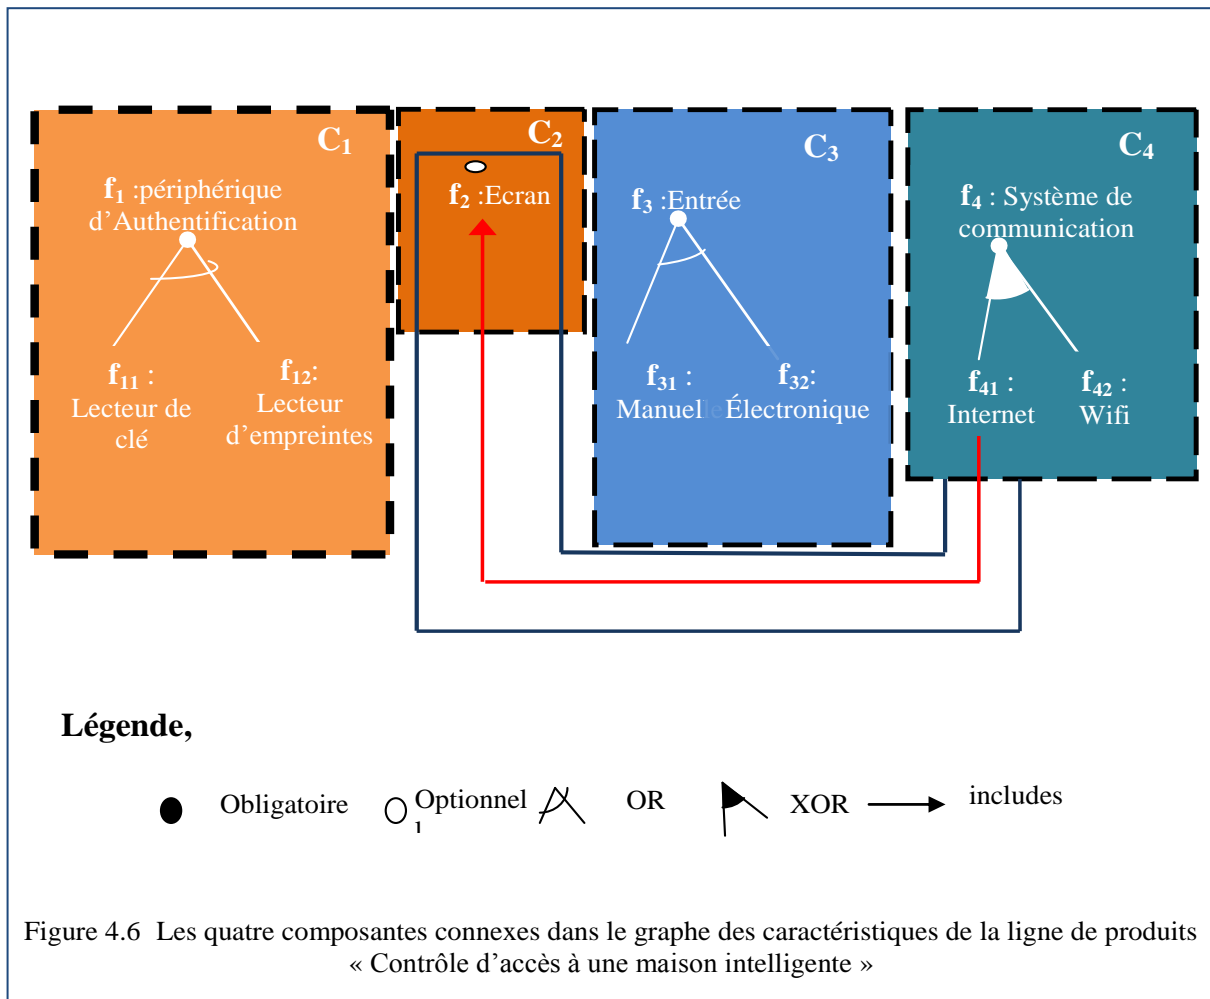 C1
f1 :périphérique
d’Authentification
f11 :
Lecteur de
clé
f12:
Lecteur
d’empreintes
C2
f2 :Ecran
C3
f3 :Entrée
f31 :
Manuel
f32:
Électronique
C4
f4 : Système de
communication
f41 :
Internet
f42 :
Wifi
Légende,
Obligatoire
Optionnel
OR
XOR
includes
Figure 4.6 Les quatre composantes connexes dans le graphe des caractéristiques de la ligne de produits
« Contrôle d’accès à une maison intelligente »